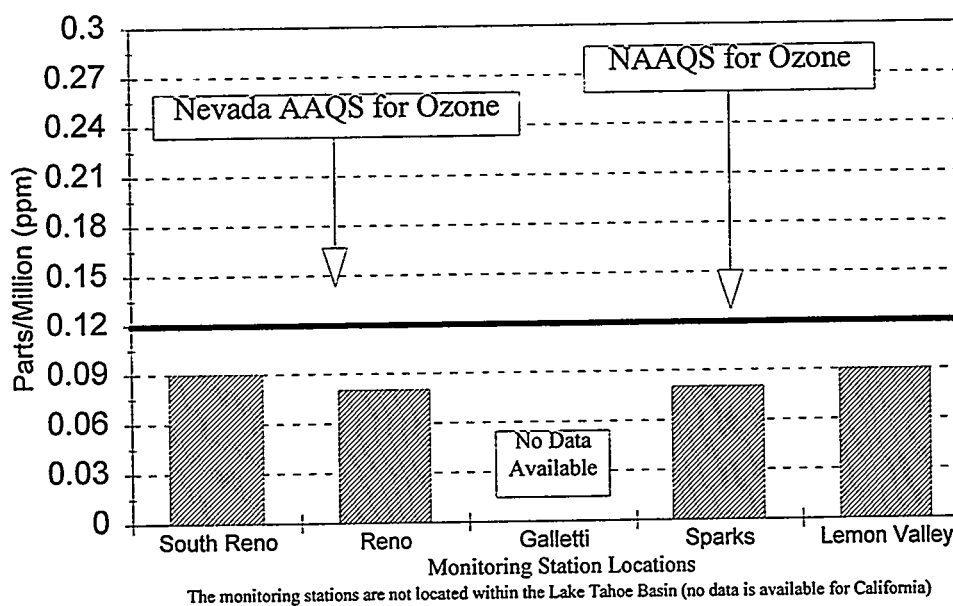 0.3
0.27
0.24
0.21
0.18
0.15
0.12
0.09
0.06
0.03
0
Parts/Million (ppm)
Nevada AAQS for Ozone
NAAQS for Ozone
No Data
Available
South Reno
Reno
Galletti
Sparks
Lemon Valley
Monitoring Station Locations
The monitoring stations are not located within the Lake Tahoe Basin (no data is available for California)